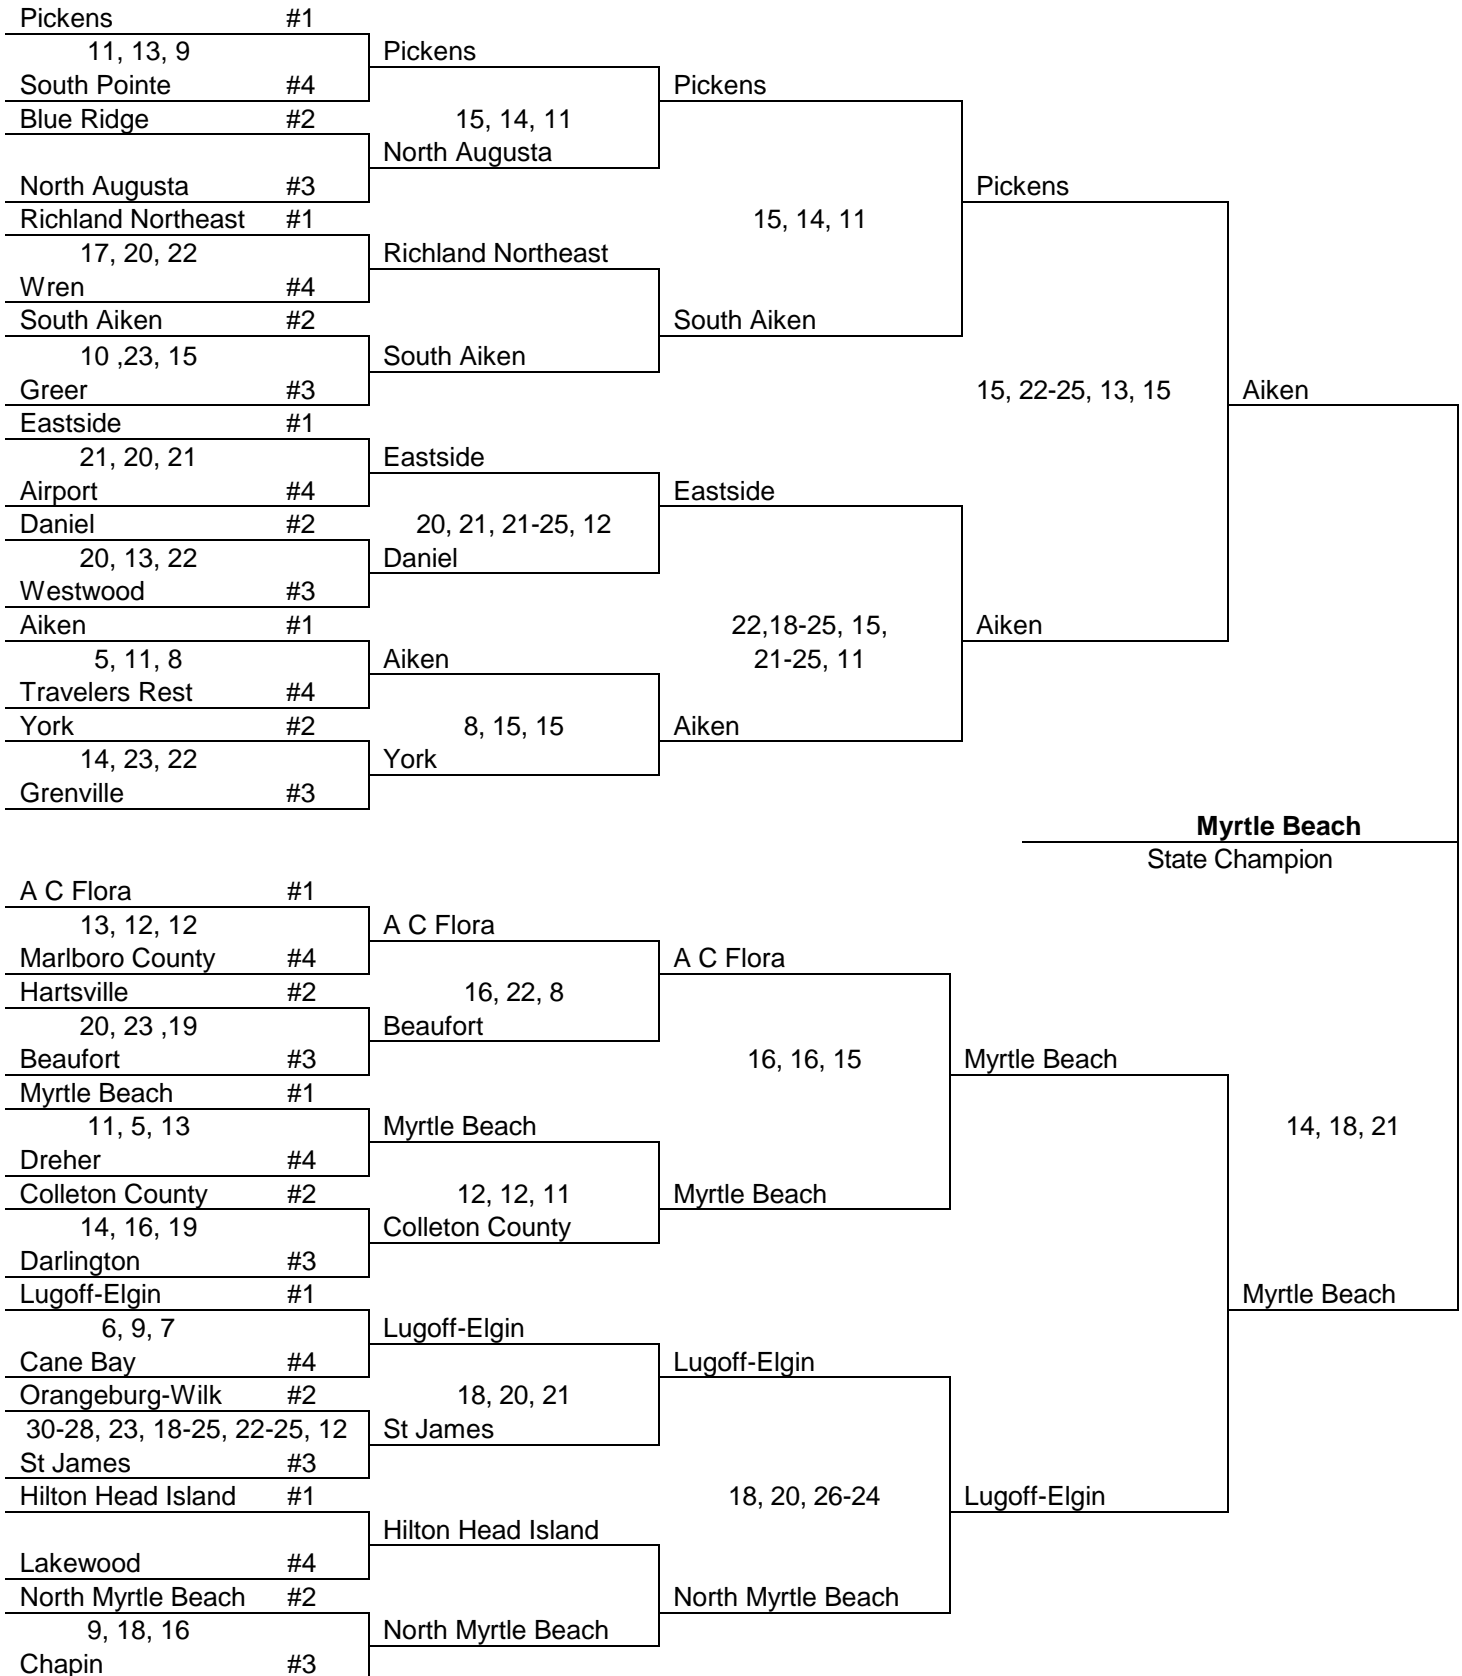 Pickens #1
11, 13, 9 Pickens
South Pointe #4 Pickens
Blue Ridge #2 15, 14, 11
North Augusta
North Augusta #3 Pickens
Richland Northeast #1 15, 14, 11
17, 20, 22 Richland Northeast
Wren #4
South Aiken #2 South Aiken
10 ,23, 15 South Aiken
Greer #3 15, 22-25, 13, 15 Aiken
Eastside #1
21, 20, 21 Eastside
Airport #4 Eastside
Daniel #2 20, 21, 21-25, 12
20, 13, 22 Daniel
Westwood #3
Aiken #1 22,18-25, 15, Aiken
5, 11, 8 Aiken 21-25, 11
Travelers Rest #4
York #2 8, 15, 15 Aiken
14, 23, 22 York
Grenville #3
Myrtle Beach
State Champion
A C Flora #1
13, 12, 12 A C Flora
Marlboro County #4 A C Flora
Hartsville #2 16, 22, 8
20, 23 ,19 Beaufort
Beaufort #3 16, 16, 15 Myrtle Beach
Myrtle Beach #1
11, 5, 13 Myrtle Beach 14, 18, 21
Dreher #4
Colleton County #2 12, 12, 11 Myrtle Beach
14, 16, 19 Colleton County
Darlington #3
Lugoff-Elgin #1 Myrtle Beach
6, 9, 7 Lugoff-Elgin
Cane Bay #4 Lugoff-Elgin
Orangeburg-Wilk #2 18, 20, 21
30-28, 23, 18-25, 22-25, 12 St James
St James #3
Hilton Head Island #1 18, 20, 26-24 Lugoff-Elgin
Hilton Head Island
Lakewood #4
North Myrtle Beach #2 North Myrtle Beach
9, 18, 16 North Myrtle Beach
Chapin #3